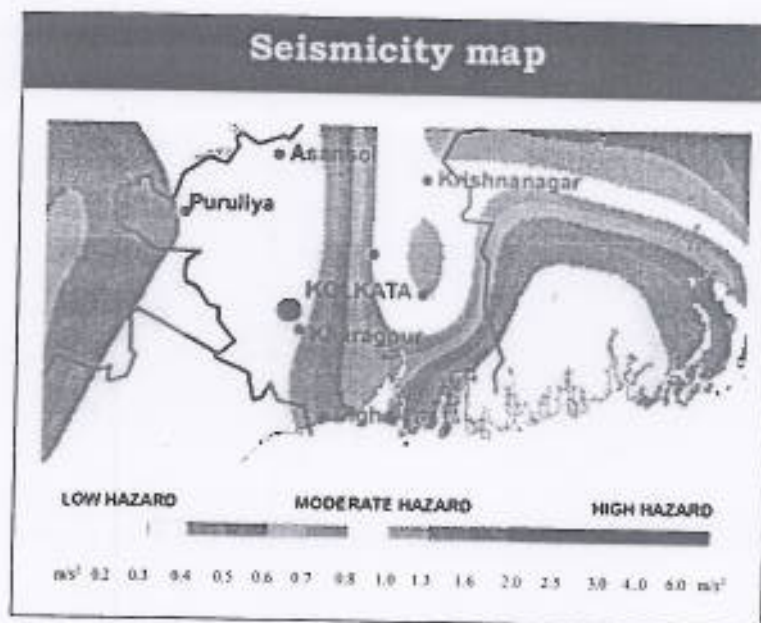 Seismicity map
Asansol
Krishnanagar
Puruliya
KOLKATA
Kharagpur
LOW HAZARD MODERATE HAZARD HIGH HAZARD
m/s² 0.2 0.3 0.4 0.5 0.6 0.7 0.8 1.0 1.3 1.6 2.0 2.5 3.0 4.0 6.0 m/s²